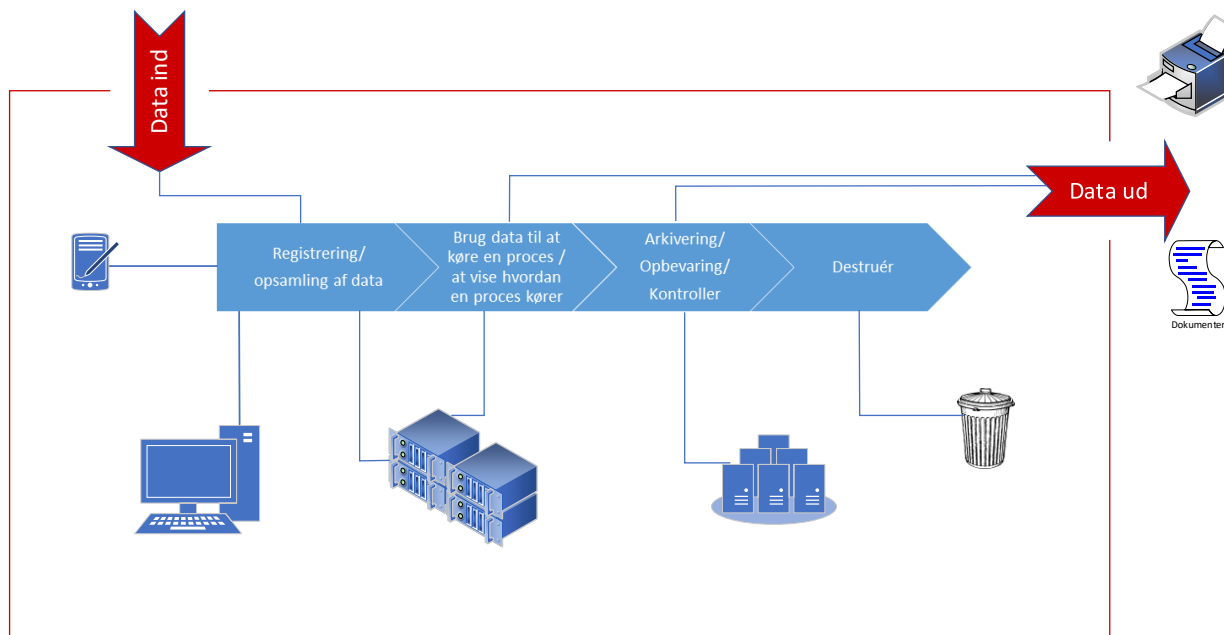 Data ind
Data ud
Registrering/
opsamling af data
Brug data til at
køre en proces /
at vise hvordan
en proces kører
Arkivering/
Opbevaring/
Kontroller
Destruér
Dokumenter